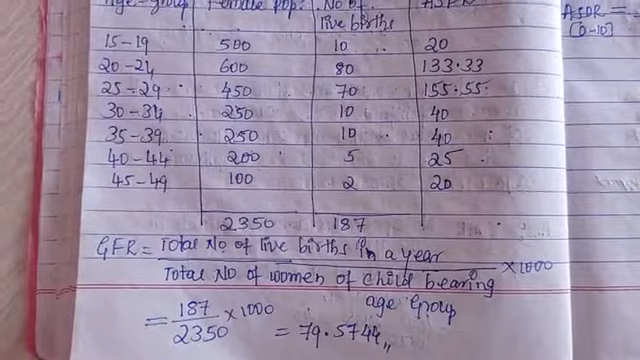 Age-group Female pop: No of live births ASFR
15-19 500 10 20
20-24 600 80 133.33
25-29 450 70 155.55
30-34 250 10 40
35-39 250 10 40
40-44 200 5 25
45-49 100 2 20
2350 187
GFR = Total No of live births in a year
Total No of women of child bearing age group × 1000
= 187/2350 × 1000 = 79.5744,,
ASDR =
[0-10]